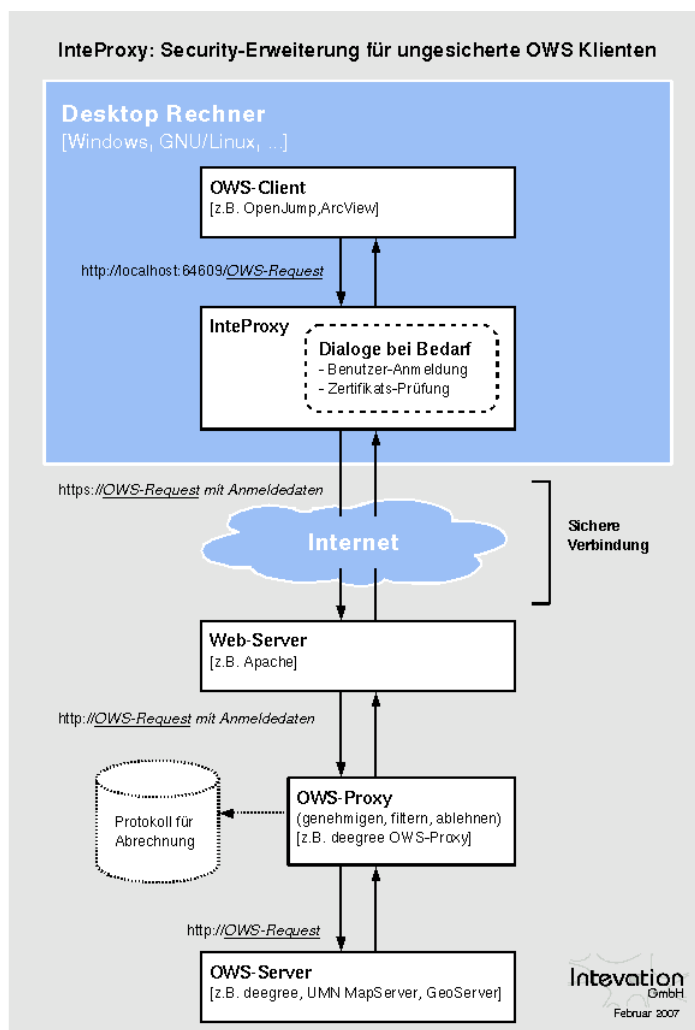 InteProxy: Security-Erweiterung für ungesicherte OWS Klienten
Desktop Rechner
[Windows, GNU/Linux, ...]
OWS-Client
[z.B. OpenJump,ArcView]
http://localhost:64609/OWS-Request
InteProxy
Dialoge bei Bedarf
- Benutzer-Anmeldung
- Zertifikats-Prüfung
https://OWS-Request mit Anmeldedaten
Internet
Sichere
Verbindung
Web-Server
[z.B. Apache]
http://OWS-Request mit Anmeldedaten
OWS-Proxy
(genehmigen, filtern, ablehnen)
[z.B. deegree OWS-Proxy]
Protokoll für
Abrechnung
http://OWS-Request
OWS-Server
[z.B. deegree, UMN MapServer, GeoServer]
Intevation
GmbH
Februar 2007